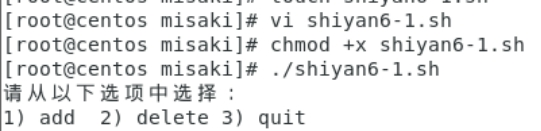 [root@centos misaki]# touch shiyan6-1.sh
[root@centos misaki]# vi shiyan6-1.sh
[root@centos misaki]# chmod +x shiyan6-1.sh
[root@centos misaki]# ./shiyan6-1.sh
请从以下选项中选择：
1) add  2) delete 3) quit